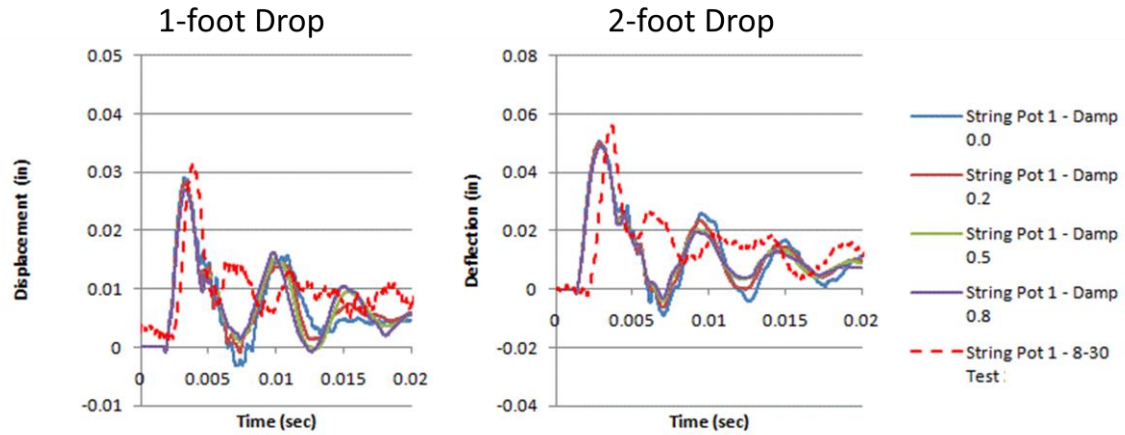 1-foot Drop
0.05
0.04
0.03
0.02
0.01
0
-0.01
Displacement (in)
0
0.005
0.01
0.015
0.02
Time (sec)
2-foot Drop
0.08
0.06
0.04
0.02
0
-0.02
-0.04
Deflection (in)
0
0.005
0.01
0.015
0.02
Time (sec)
String Pot 1 - Damp
0.0
String Pot 1 - Damp
0.2
String Pot 1 - Damp
0.5
String Pot 1 - Damp
0.8
String Pot 1 - 8-30
Test :